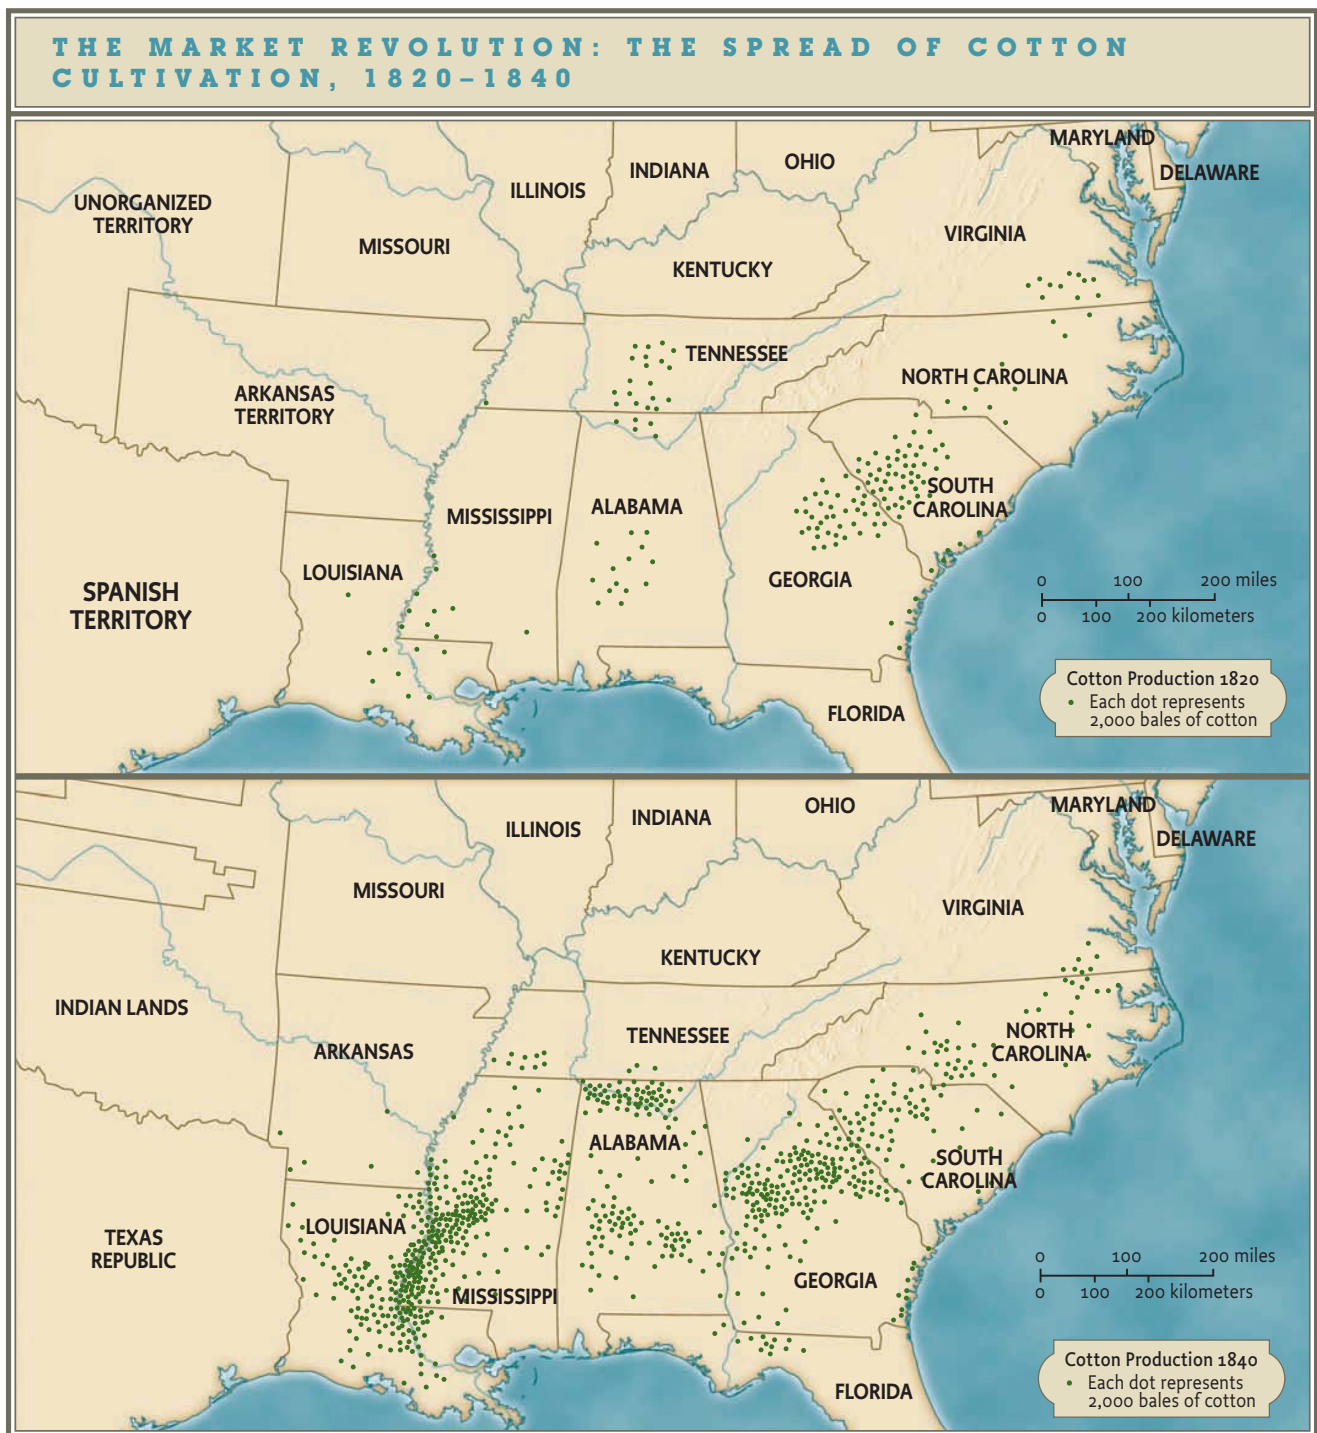 THE MARKET REVOLUTION: THE SPREAD OF COTTON
CULTIVATION, 1820–1840
MARYLAND
OHIO
INDIANA
DELAWARE
ILLINOIS
UNORGANIZED
TERRITORY
VIRGINIA
MISSOURI
KENTUCKY
TENNESSEE
NORTH CAROLINA
ARKANSAS
TERRITORY
SOUTH
CAROLINA
ALABAMA
MISSISSIPPI
LOUISIANA
GEORGIA
SPANISH
TERRITORY
0 100 200 miles
0 100 200 kilometers
Cotton Production 1820
Each dot represents
2,000 bales of cotton
FLORIDA
MARYLAND
OHIO
INDIANA
ILLINOIS
DELAWARE
MISSOURI
VIRGINIA
KENTUCKY
INDIAN LANDS
TENNESSEE
NORTH
CAROLINA
ARKANSAS
ALABAMA
SOUTH
CAROLINA
LOUISIANA
TEXAS
REPUBLIC
GEORGIA
MISSISSIPPI
0 100 200 miles
0 100 200 kilometers
Cotton Production 1840
Each dot represents
2,000 bales of cotton
FLORIDA